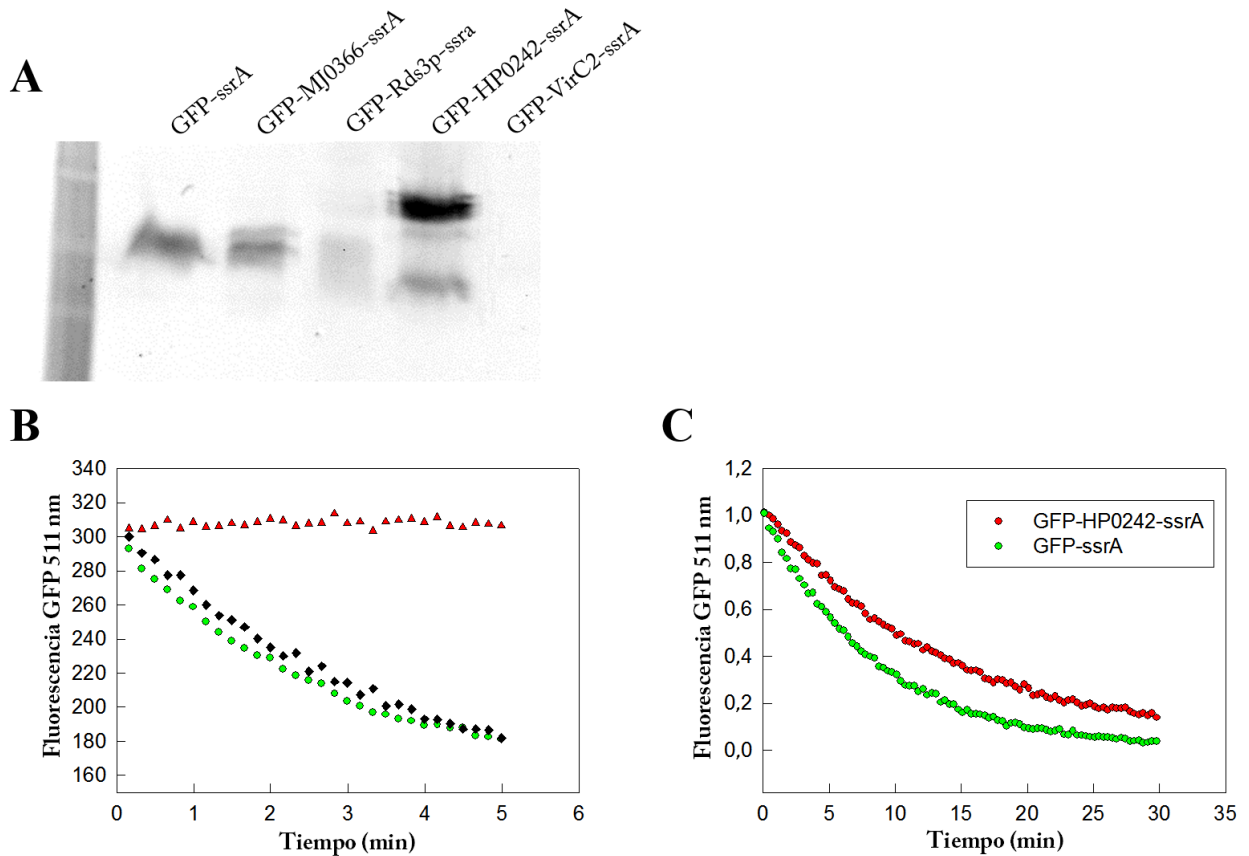 A
GFP-ssrA
GFP-MJ0366-ssrA
GFP-Rds3p-ssra
GFP-HP0242-ssrA
GFP-VirC2-ssrA
B
Fluorescencia GFP 511 nm
340
320
300
280
260
240
220
200
180
160
0 1 2 3 4 5 6
Tiempo (min)
C
Fluorescencia GFP 511 nm
1,2
1,0
0,8
0,6
0,4
0,2
0,0
GFP-HP0242-ssrA
GFP-ssrA
0 5 10 15 20 25 30 35
Tiempo (min)